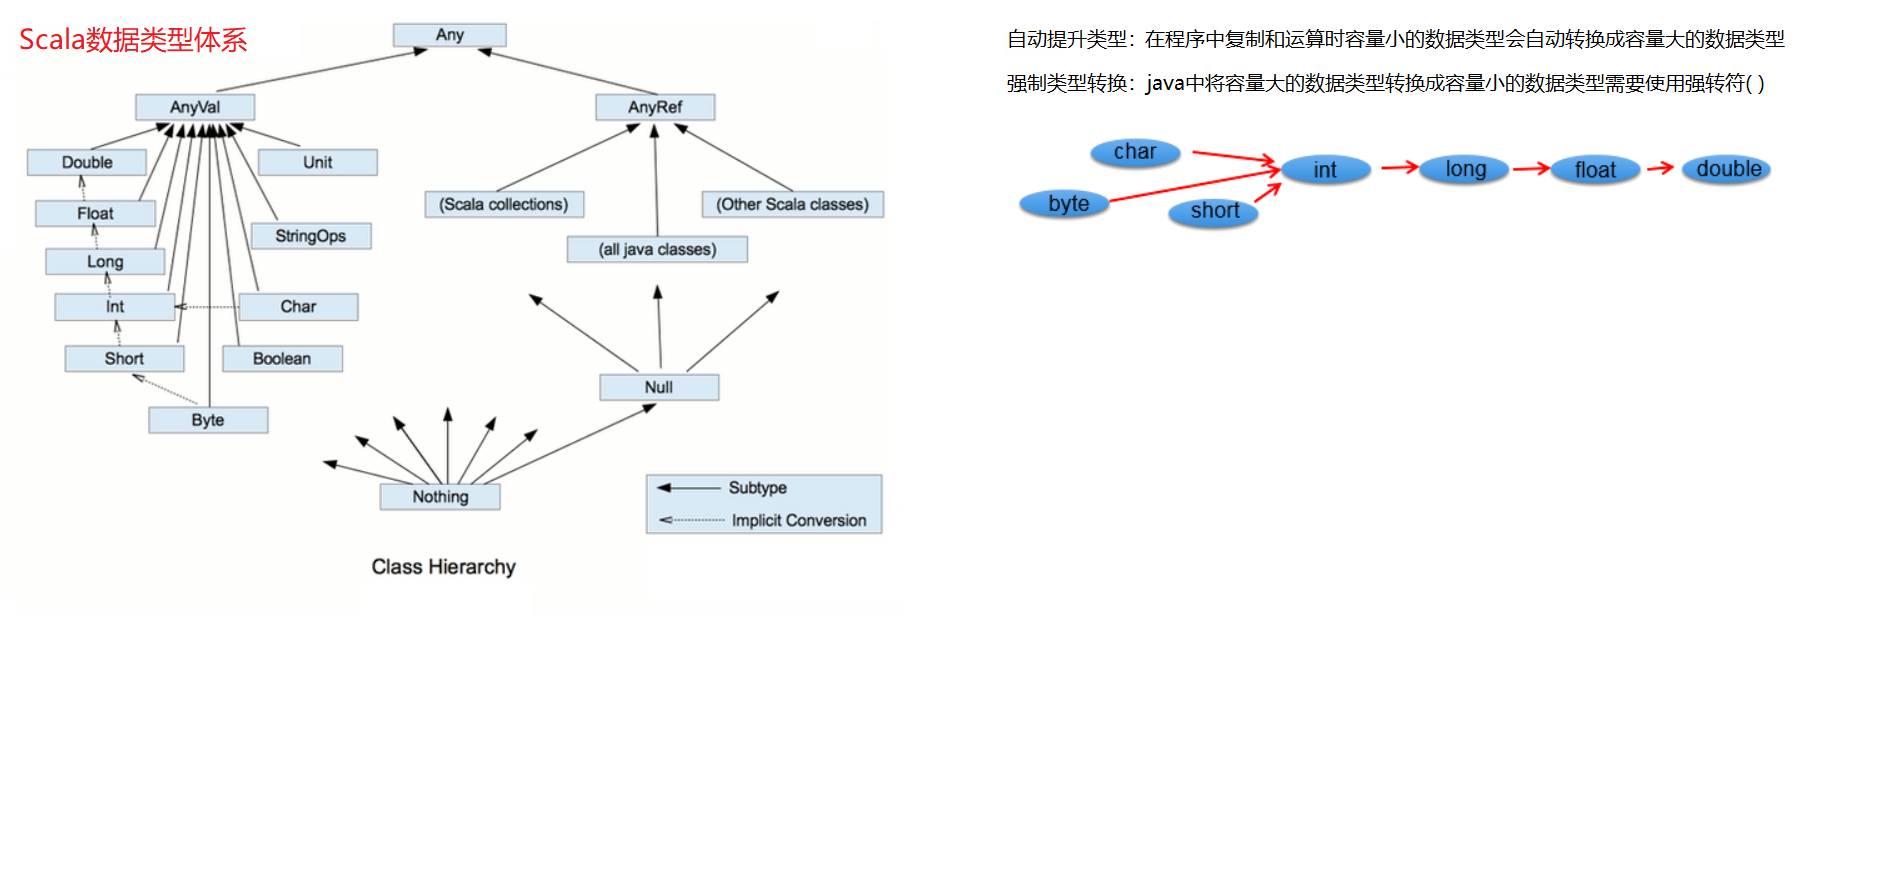 Scala数据类型体系
Any
AnyVal
AnyRef
Double
Unit
Float
(Scala collections)
(Other Scala classes)
StringOps
(all java classes)
Long
Int
Char
Short
Boolean
Null
Byte
Nothing
Subtype
Implicit Conversion
Class Hierarchy
自动提升类型：在程序中复制和运算时容量小的数据类型会自动转换成容量大的数据类型
强制类型转换：java中将容量大的数据类型转换成容量小的数据类型需要使用强转符( )
char
int
long
float
double
byte
short